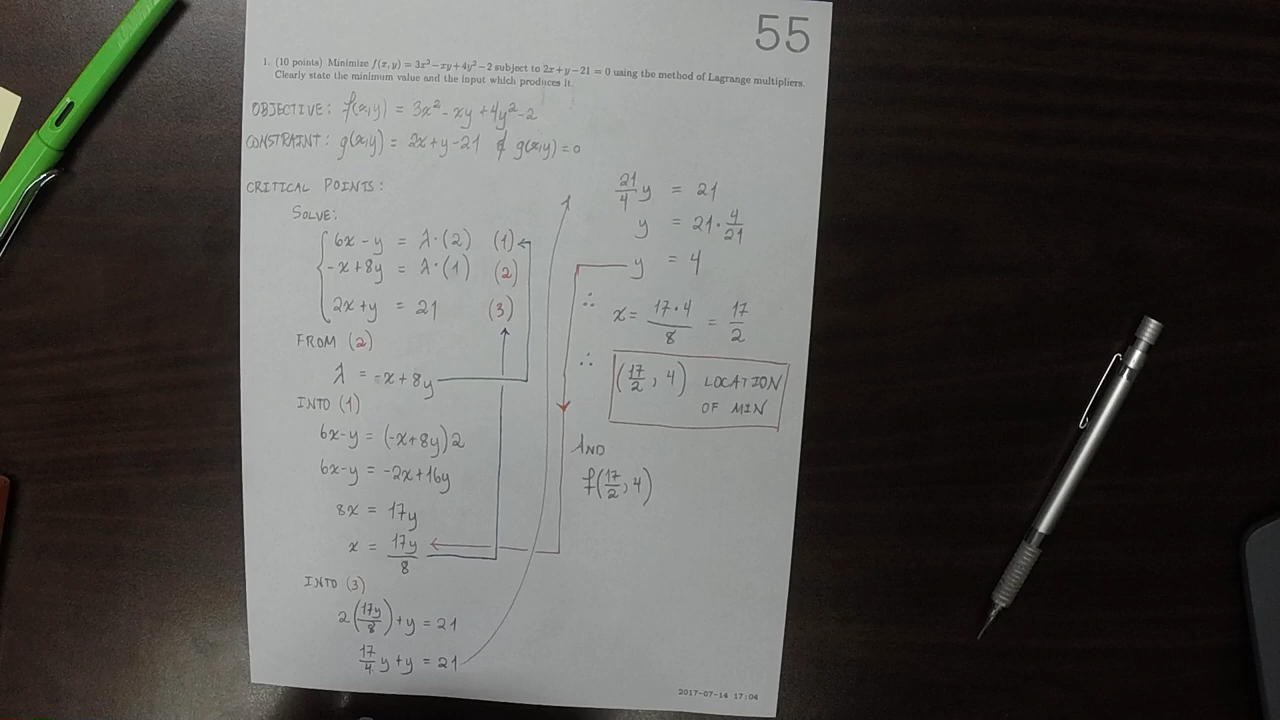 55
1. (10 points) Minimize f(x, y) = 3x² − xy + 4y² − 2 subject to 2x + y − 21 = 0 using the method of Lagrange multipliers.
Clearly state the minimum value and the input which produces it.
OBJECTIVE: f(x,y) = 3x² - xy + 4y² - 2
CONSTRAINT: g(x,y) = 2x + y - 21 & g(x,y) = 0
CRITICAL POINTS:
SOLVE:
6x - y = λ·(2) (1)
-x + 8y = λ·(1) (2)
2x + y = 21 (3)
FROM (2)
λ = -x + 8y
INTO (1)
6x - y = (-x + 8y)2
6x - y = -2x + 16y
8x = 17y
x = 17y/8
INTO (3)
2(17y/8) + y = 21
17/4 y + y = 21
21/4 y = 21
y = 21 · 4/21
y = 4
∴ x = 17·4/8 = 17/2
∴ (17/2, 4) LOCATION
OF MIN
AND
f(17/2, 4)
2017-07-14 17:04